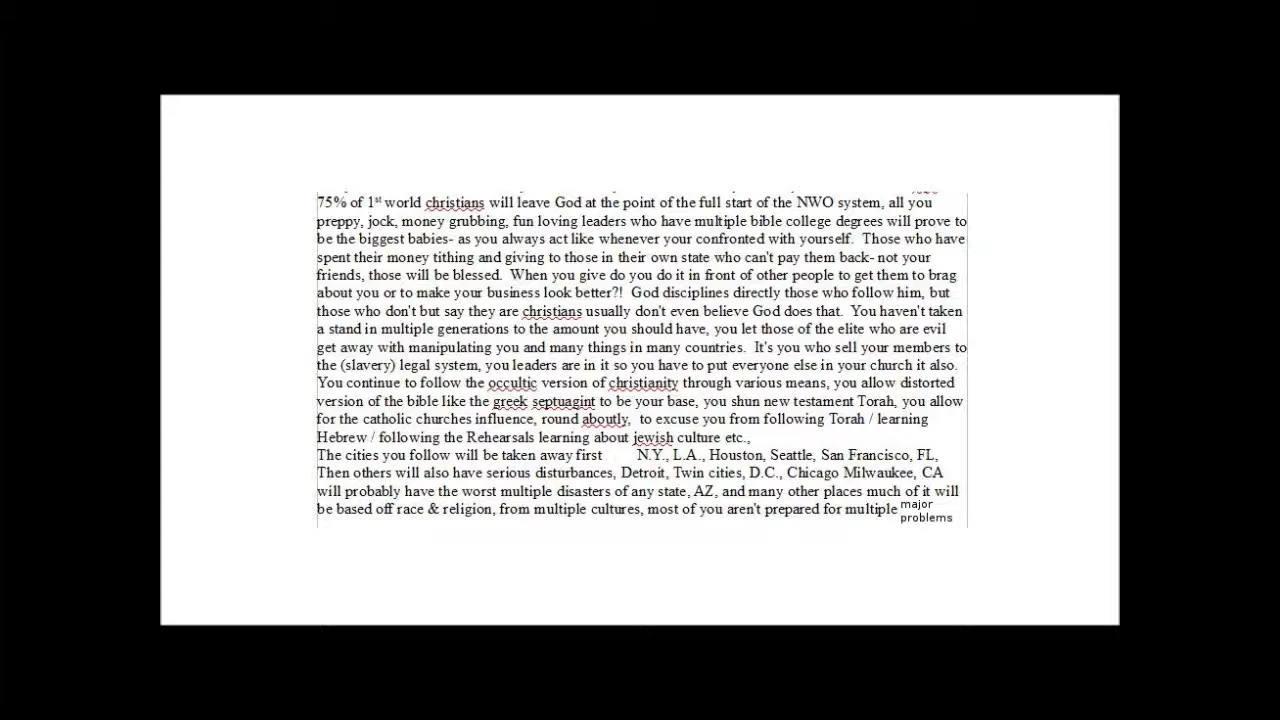 75% of 1st world christians will leave God at the point of the full start of the NWO system, all you
preppy, jock, money grubbing, fun loving leaders who have multiple bible college degrees will prove to
be the biggest babies- as you always act like whenever your confronted with yourself.  Those who have
spent their money tithing and giving to those in their own state who can't pay them back- not your
friends, those will be blessed.  When you give do you do it in front of other people to get them to brag
about you or to make your business look better?!  God disciplines directly those who follow him, but
those who don't but say they are christians usually don't even believe God does that.  You haven't taken
a stand in multiple generations to the amount you should have, you let those of the elite who are evil
get away with manipulating you and many things in many countries.  It's you who sell your members to
the (slavery) legal system, you leaders are in it so you have to put everyone else in your church it also.
You continue to follow the occultic version of christianity through various means, you allow distorted
version of the bible like the greek septuagint to be your base, you shun new testament Torah, you allow
for the catholic churches influence, round aboutly,  to excuse you from following Torah / learning
Hebrew / following the Rehearsals learning about jewish culture etc.,
The cities you follow will be taken away first        N.Y., L.A., Houston, Seattle, San Francisco, FL,
Then others will also have serious disturbances, Detroit, Twin cities, D.C., Chicago Milwaukee, CA
will probably have the worst multiple disasters of any state, AZ, and many other places much of it will
be based off race & religion, from multiple cultures, most of you aren't prepared for multiple major
problems